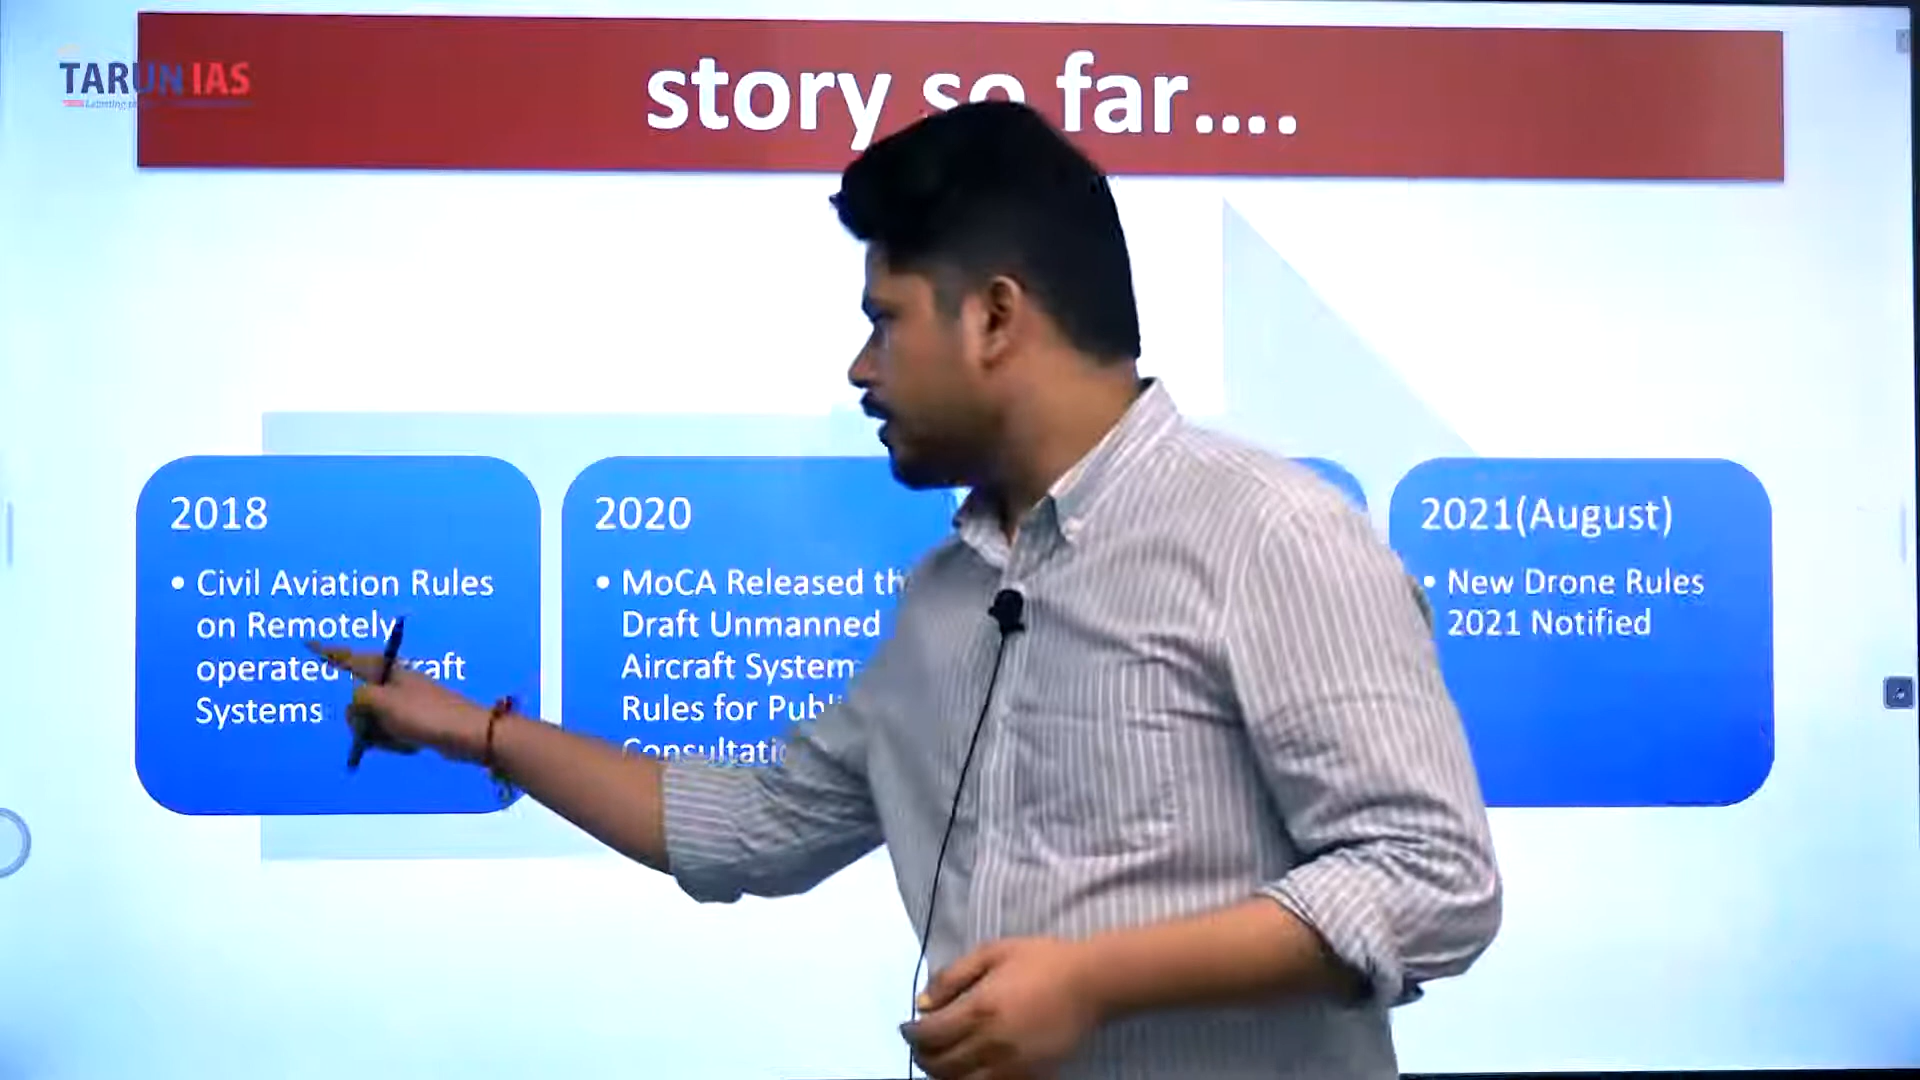 TARUN IAS
story so far....
2018
• Civil Aviation Rules
on Remotely
operated
Systems
2020
• MoCA Released
Draft Unmanned
Aircraft System
Rules for
2021(August)
• New Drone Rules
2021 Notified